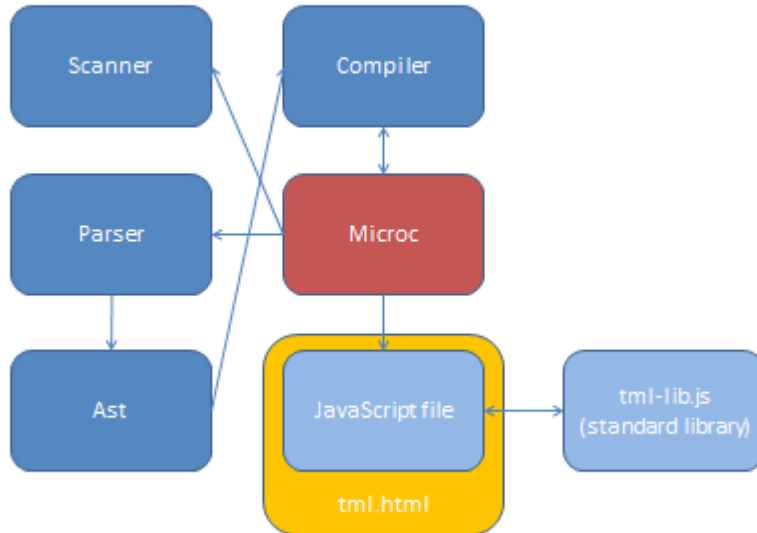 Scanner
Compiler
Parser
Microc
Ast
JavaScript file
tml-lib.js
(standard library)
tml.html